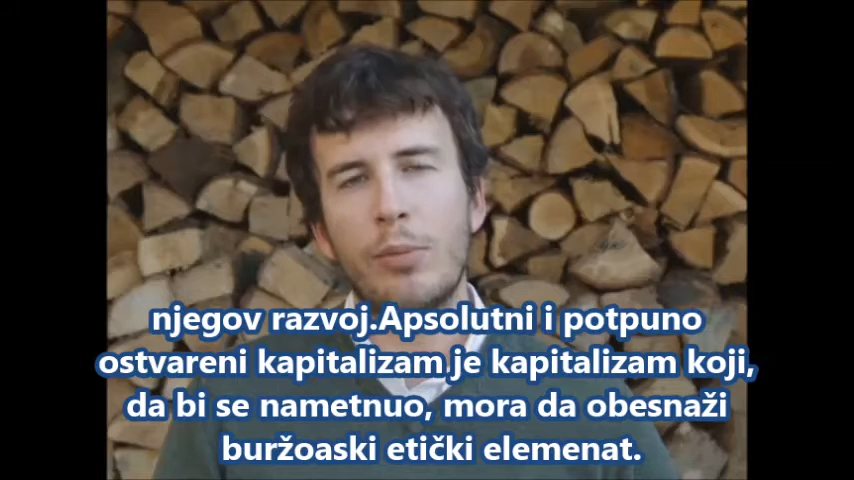 njegov razvoj.Apsolutni i potpuno
ostvareni kapitalizam je kapitalizam koji,
da bi se nametnuo, mora da obesnaži
buržoaski etički elemenat.